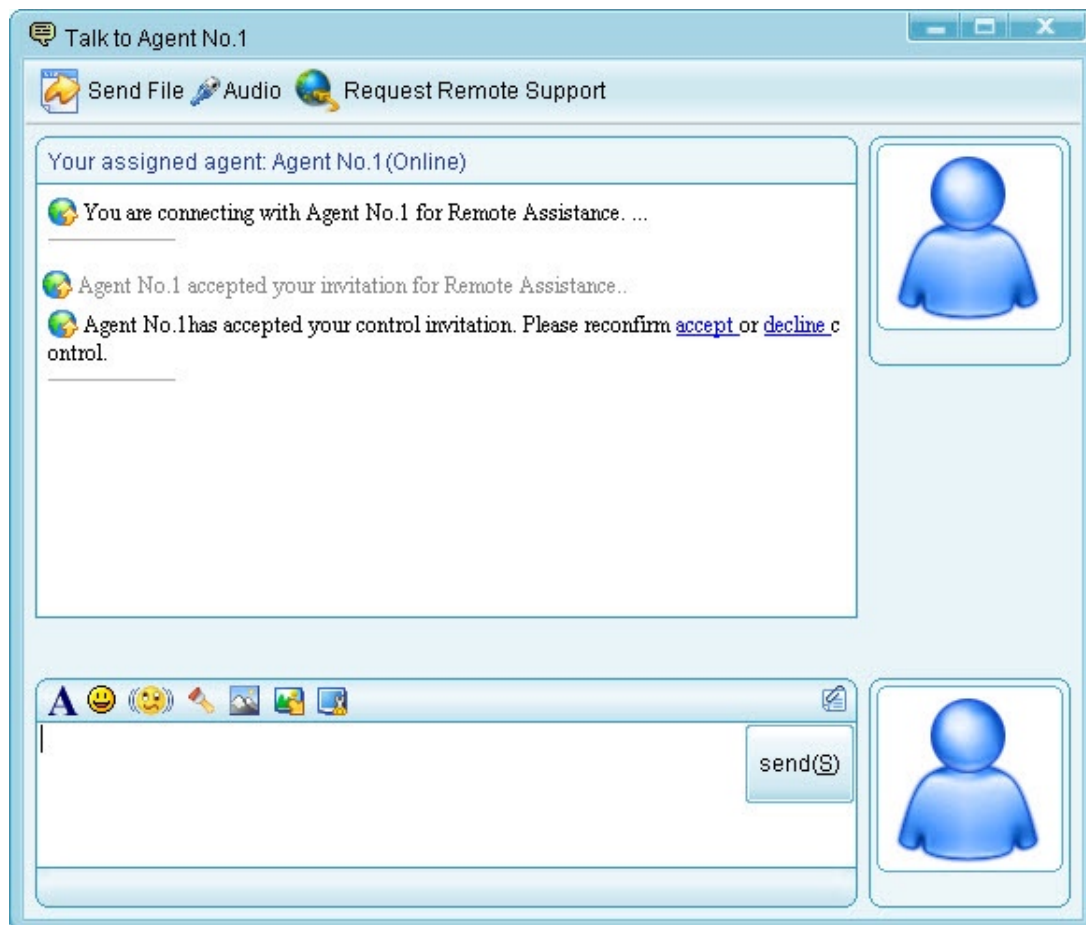 Talk to Agent No.1
Send File Audio Request Remote Support
Your assigned agent: Agent No.1(Online)
You are connecting with Agent No.1 for Remote Assistance. ...
Agent No.1 accepted your invitation for Remote Assistance..
Agent No.1has accepted your control invitation. Please reconfirm accept or decline c
ontrol.
A
send(S)